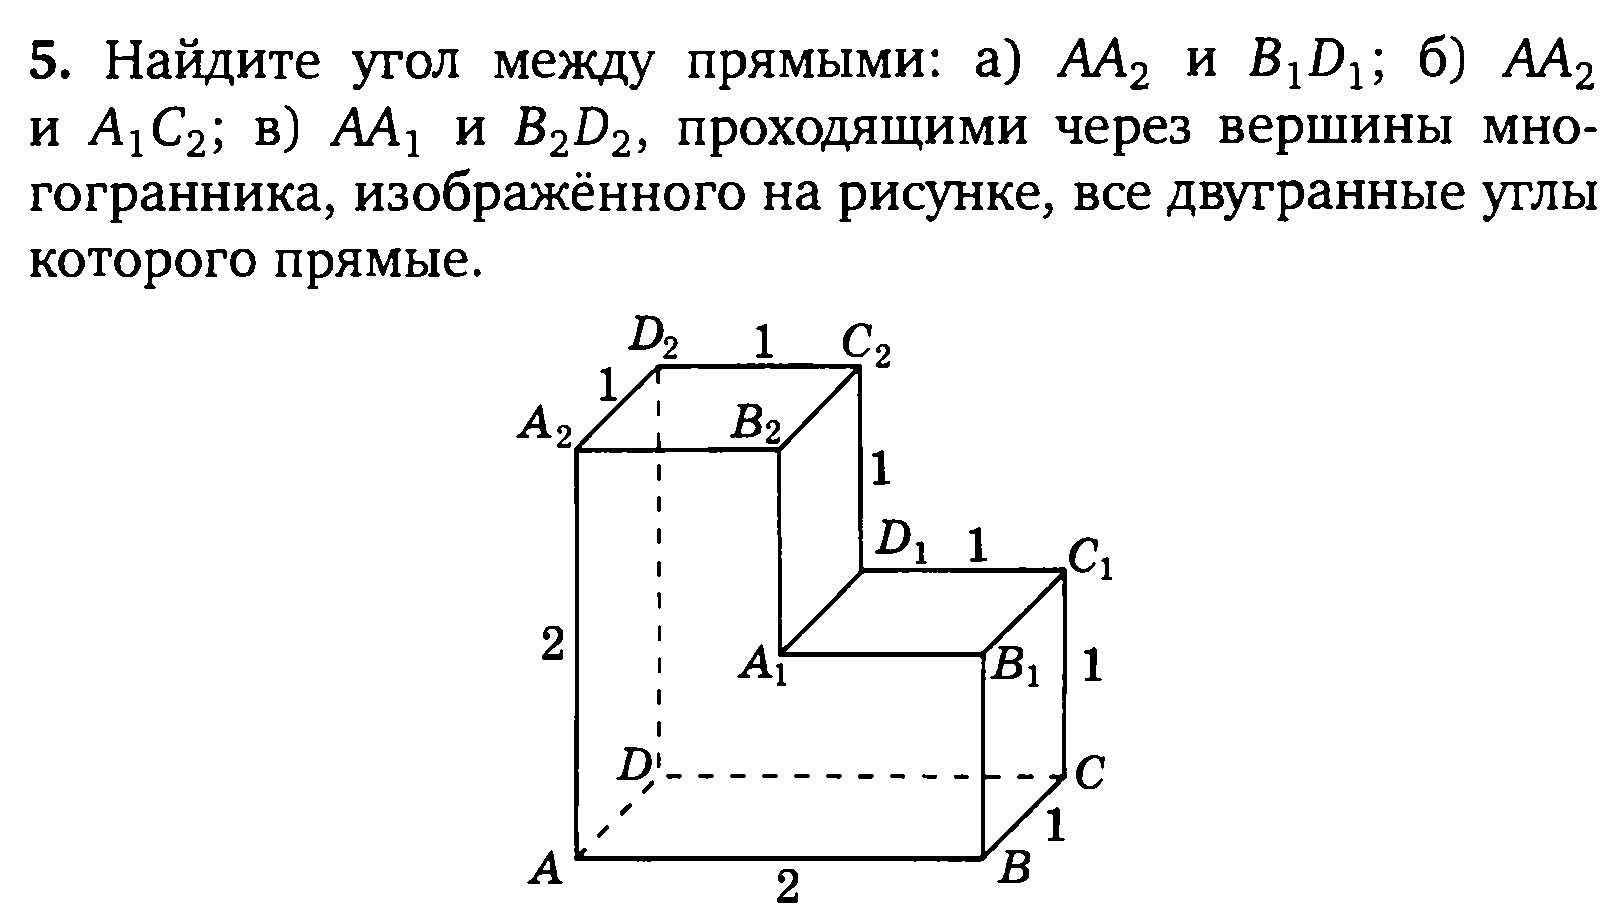 5. Найдите угол между прямыми: а) AA₂ и B₁D₁; б) AA₂
и A₁C₂; в) AA₁ и B₂D₂, проходящими через вершины мно-
гогранника, изображённого на рисунке, все двугранные углы
которого прямые.
D₂ 1 C₂
1
A₂ B₂
1
D₁ 1 C₁
2
A₁ B₁ 1
D C
1
A B
2